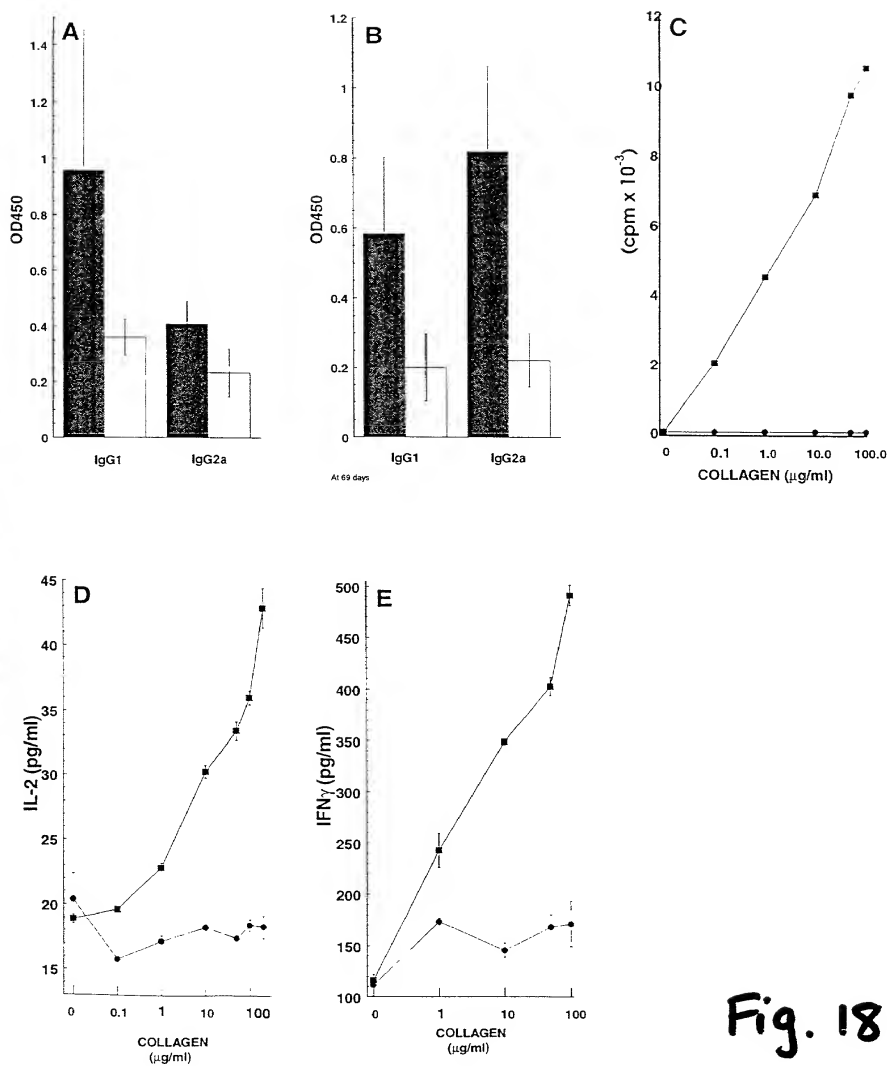 A
1.4
1.2
1
0.8
0.6
0.4
0.2
0
OD450
IgG1
IgG2a
B
1.2
1
0.8
0.6
0.4
0.2
0
OD450
IgG1
IgG2a
At 69 days
C
12
10
8
6
4
2
0
(cpm x 10⁻³)
0
0.1
1.0
10.0
100.0
COLLAGEN (µg/ml)
D
45
40
35
30
25
20
15
IL-2 (pg/ml)
0
0.1
1
10
100
COLLAGEN
(µg/ml)
E
500
450
400
350
300
250
200
150
100
IFNγ (pg/ml)
0
1
10
100
COLLAGEN
(µg/ml)
Fig. 18